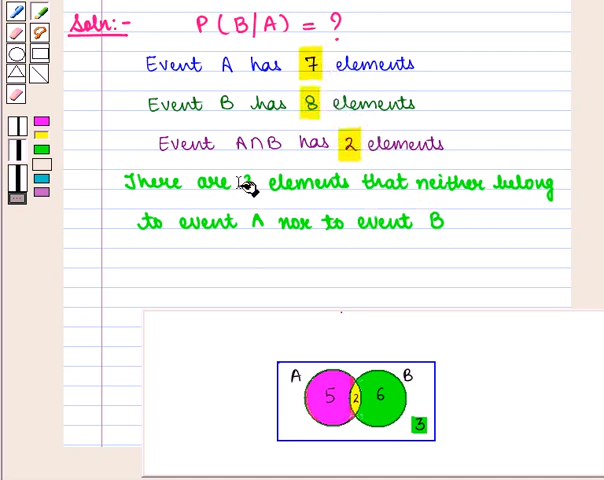 Soln:- P(B/A) = ?
Event A has 7 elements
Event B has 8 elements
Event A∩B has 2 elements
There are 3 elements that neither belong
to event A nor to event B
A B
5 2 6
3